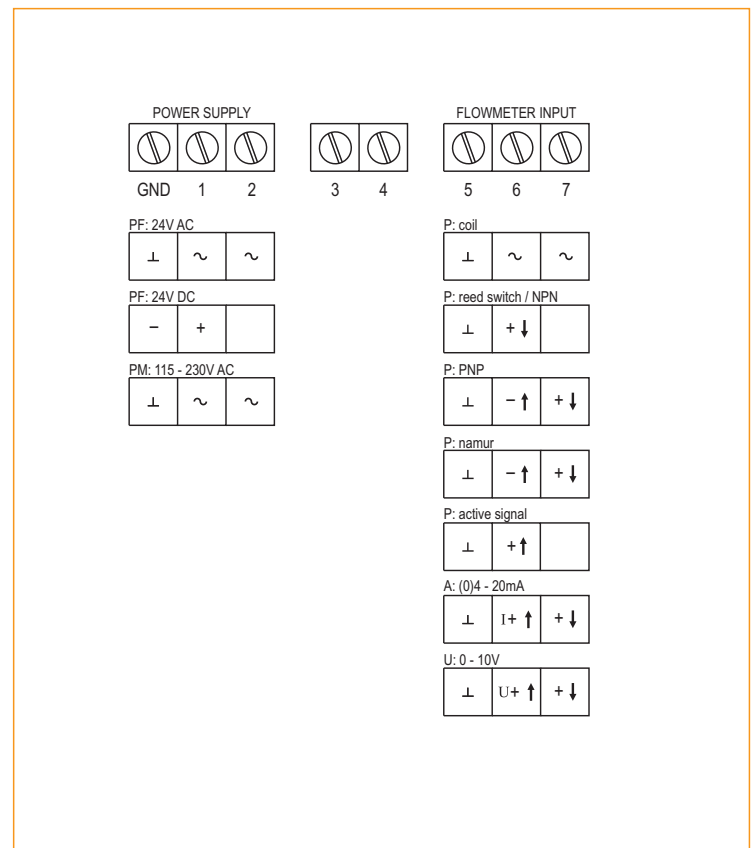 POWER SUPPLY FLOWMETER INPUT
GND 1 2 3 4 5 6 7
PF: 24V AC
⊥ ~ ~
PF: 24V DC
− +
PM: 115 - 230V AC
⊥ ~ ~
P: coil
⊥ ~ ~
P: reed switch / NPN
⊥ +⬇
P: PNP
⊥ −⬆ +⬇
P: namur
⊥ −⬆ +⬇
P: active signal
⊥ +⬆
A: (0)4 - 20mA
⊥ I+ ⬆ +⬇
U: 0 - 10V
⊥ U+ ⬆ +⬇